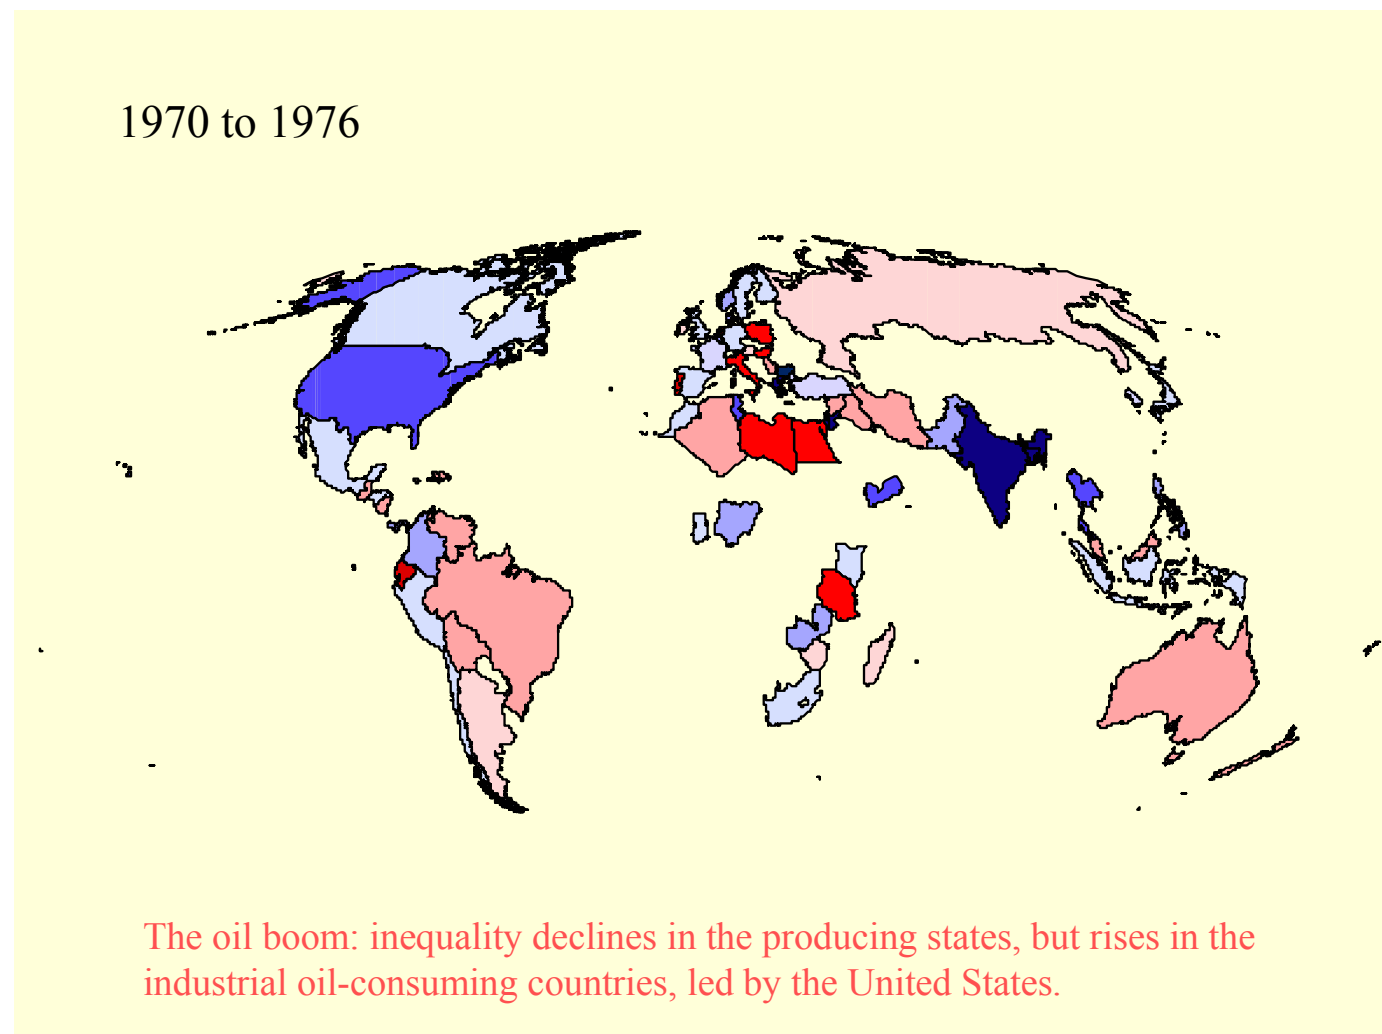 1970 to 1976
The oil boom: inequality declines in the producing states, but rises in the
industrial oil-consuming countries, led by the United States.